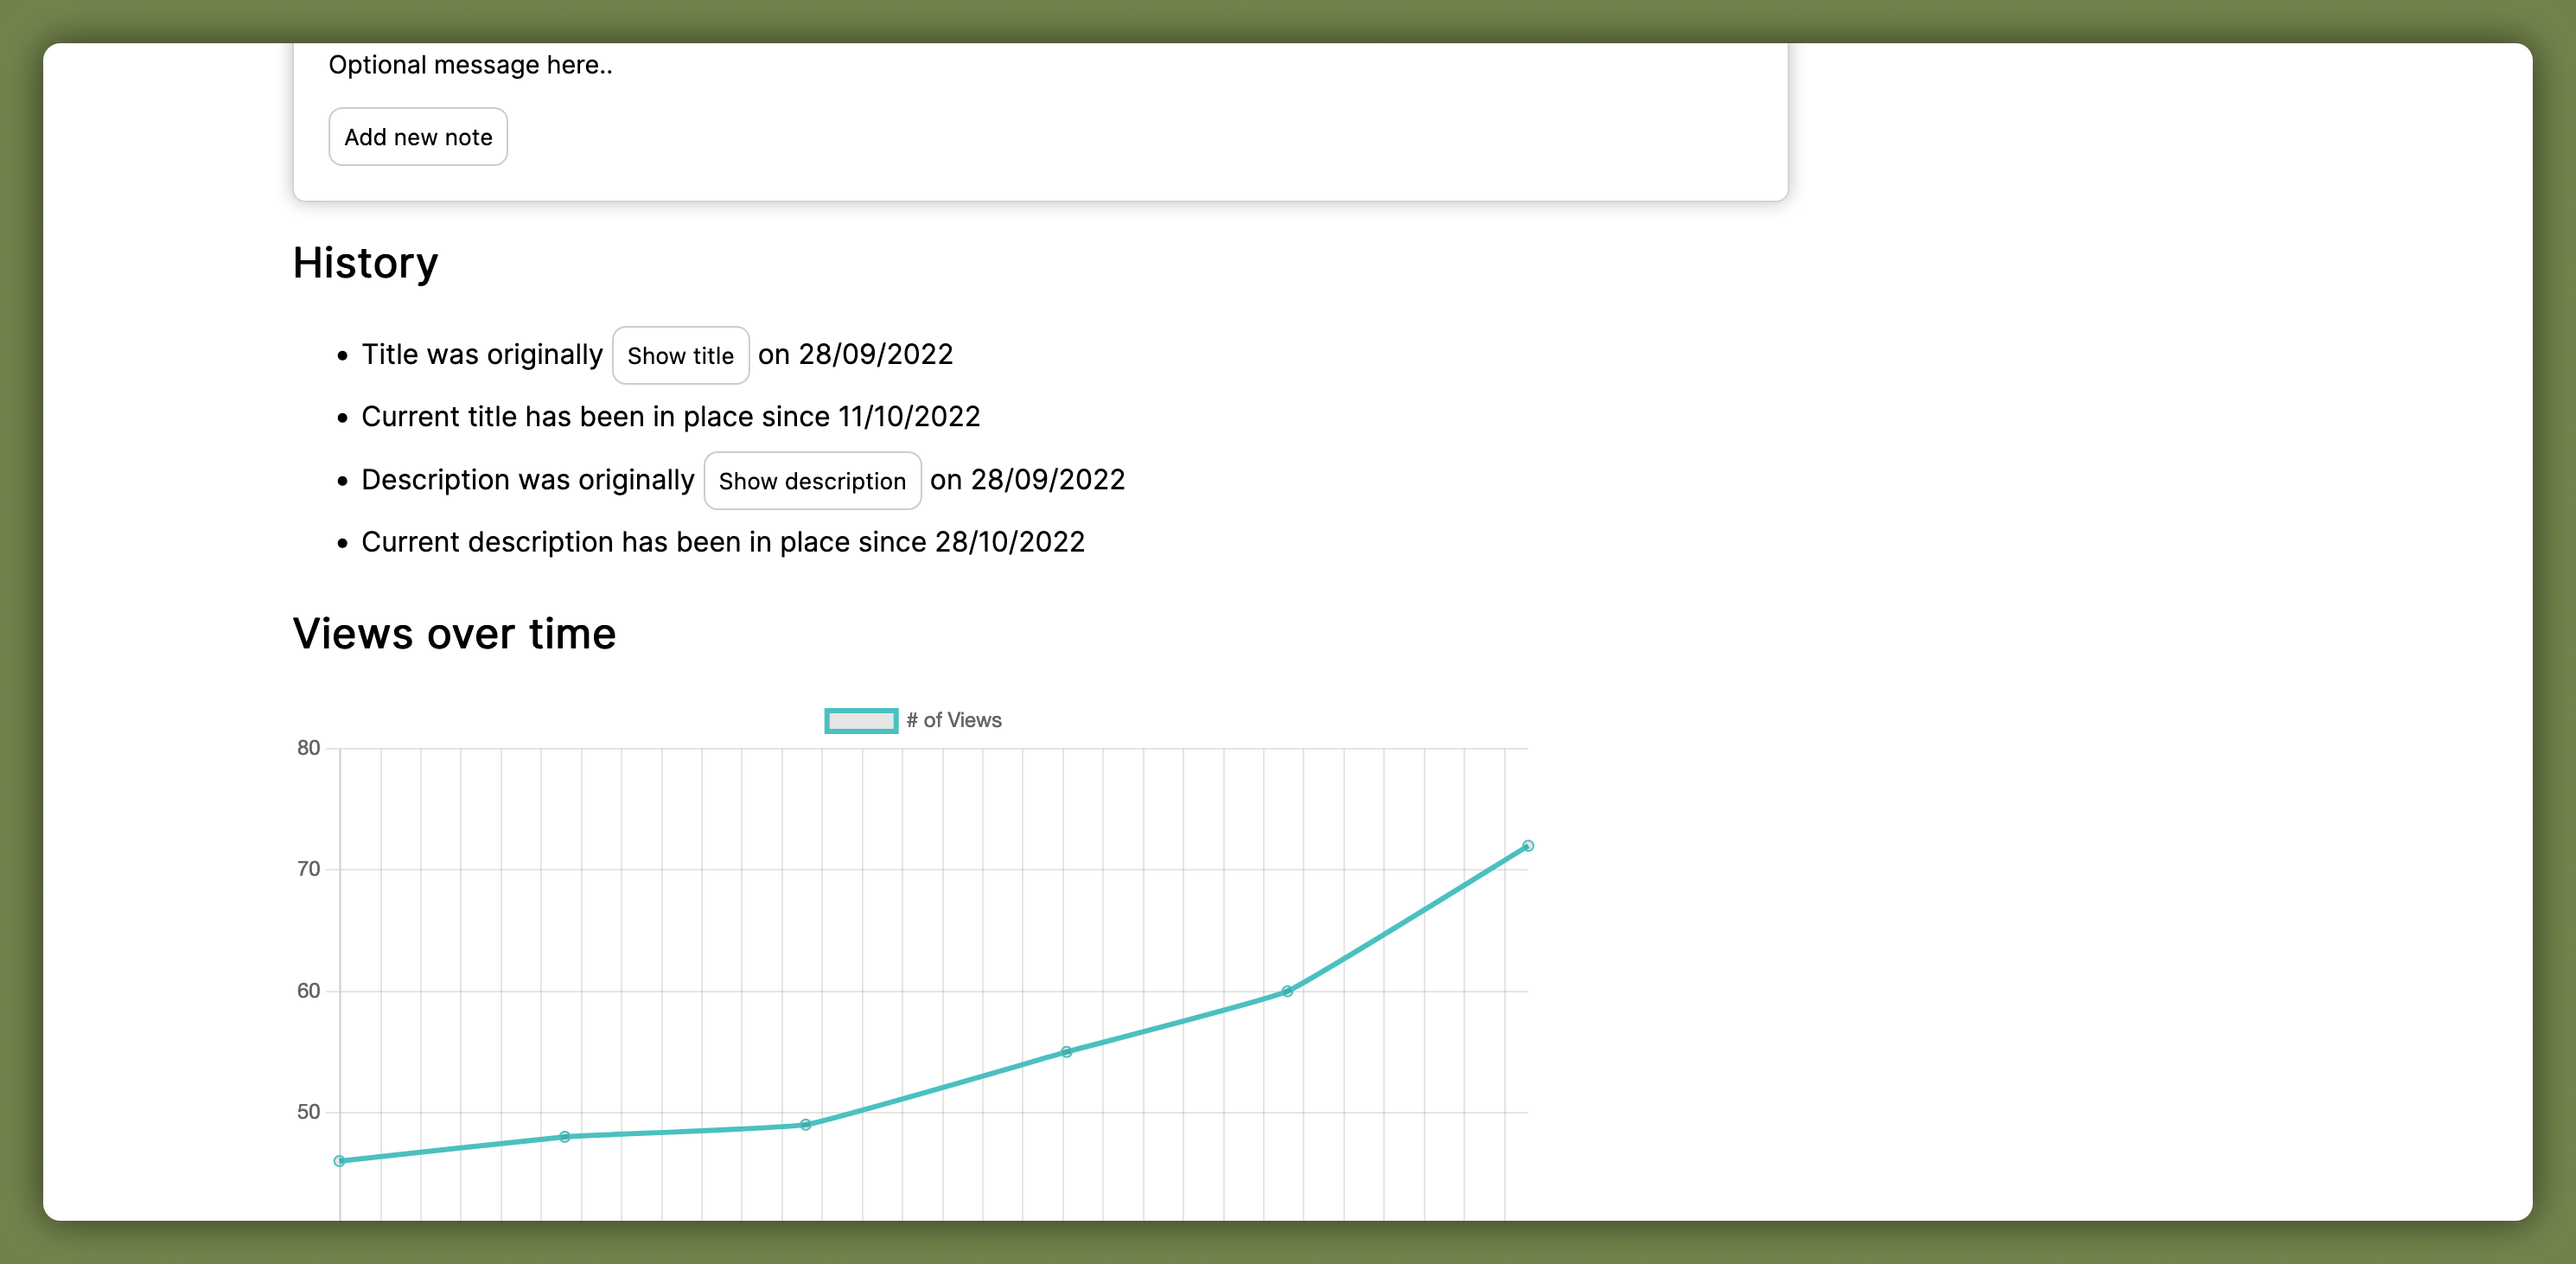 Optional message here..
Add new note
History
Title was originally Show title on 28/09/2022
Current title has been in place since 11/10/2022
Description was originally Show description on 28/09/2022
Current description has been in place since 28/10/2022
Views over time
# of Views
80
70
60
50